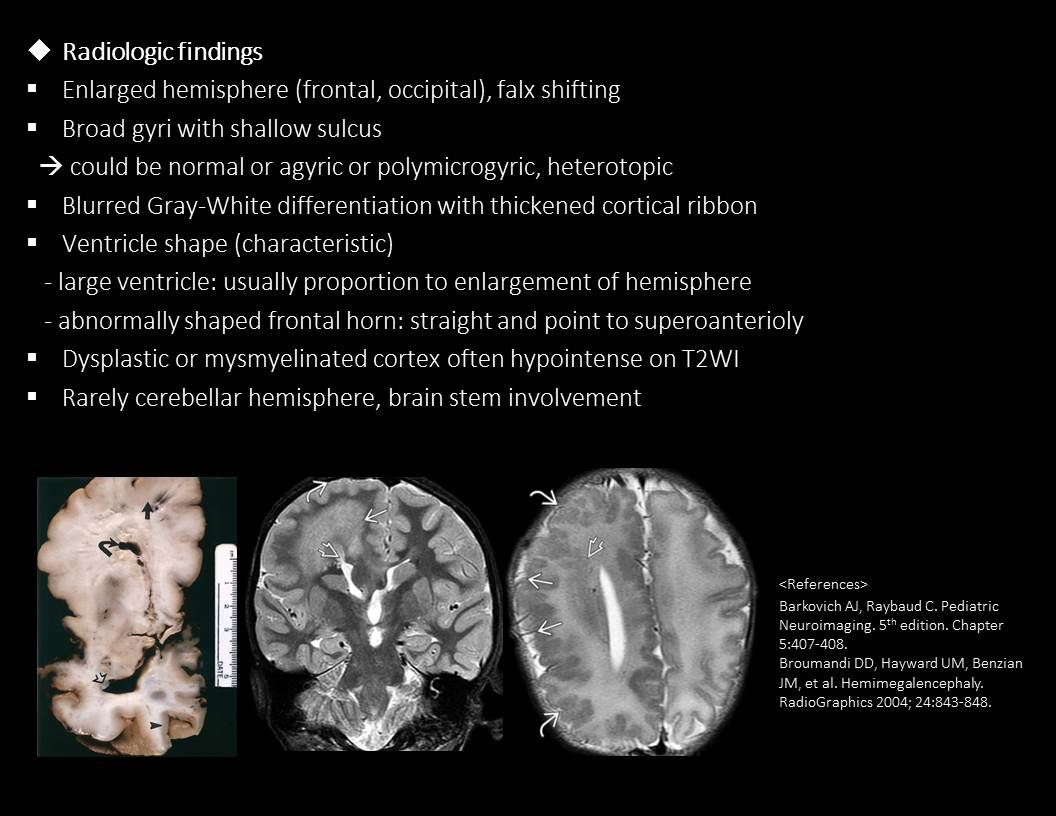 ◆ Radiologic findings
▪ Enlarged hemisphere (frontal, occipital), falx shifting
▪ Broad gyri with shallow sulcus
→ could be normal or agyric or polymicrogyric, heterotopic
▪ Blurred Gray-White differentiation with thickened cortical ribbon
▪ Ventricle shape (characteristic)
- large ventricle: usually proportion to enlargement of hemisphere
- abnormally shaped frontal horn: straight and point to superoanterioly
▪ Dysplastic or mysmyelinated cortex often hypointense on T2WI
▪ Rarely cerebellar hemisphere, brain stem involvement
DATE
<References>
Barkovich AJ, Raybaud C. Pediatric
Neuroimaging. 5th edition. Chapter
5:407-408.
Broumandi DD, Hayward UM, Benzian
JM, et al. Hemimegalencephaly.
RadioGraphics 2004; 24:843-848.